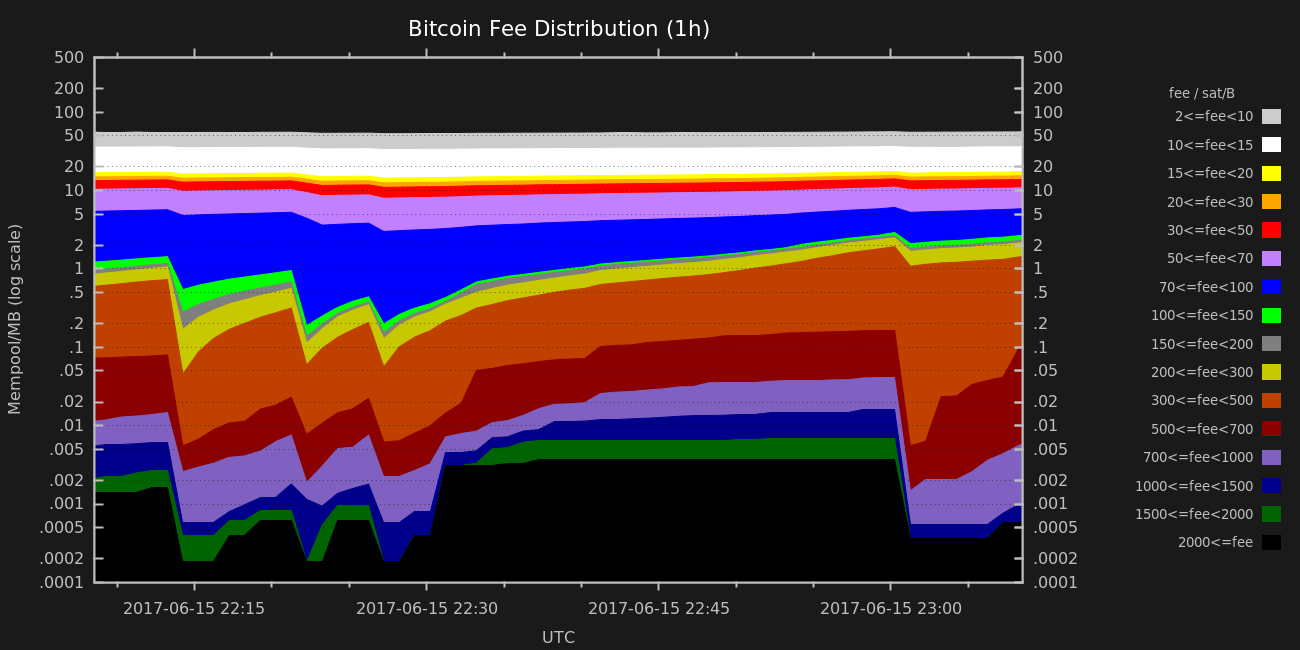 Bitcoin Fee Distribution (1h)
500 500
200 200
100 100
50 50
20 20
10 10
5 5
2 2
1 1
.5 .5
.2 .2
.1 .1
.05 .05
.02 .02
.01 .01
.005 .005
.002 .002
.001 .001
.0005 .0005
.0002 .0002
.0001 .0001
Mempool/MB (log scale)
2017-06-15 22:15 2017-06-15 22:30 2017-06-15 22:45 2017-06-15 23:00
UTC
fee / sat/B
2<=fee<10
10<=fee<15
15<=fee<20
20<=fee<30
30<=fee<50
50<=fee<70
70<=fee<100
100<=fee<150
150<=fee<200
200<=fee<300
300<=fee<500
500<=fee<700
700<=fee<1000
1000<=fee<1500
1500<=fee<2000
2000<=fee